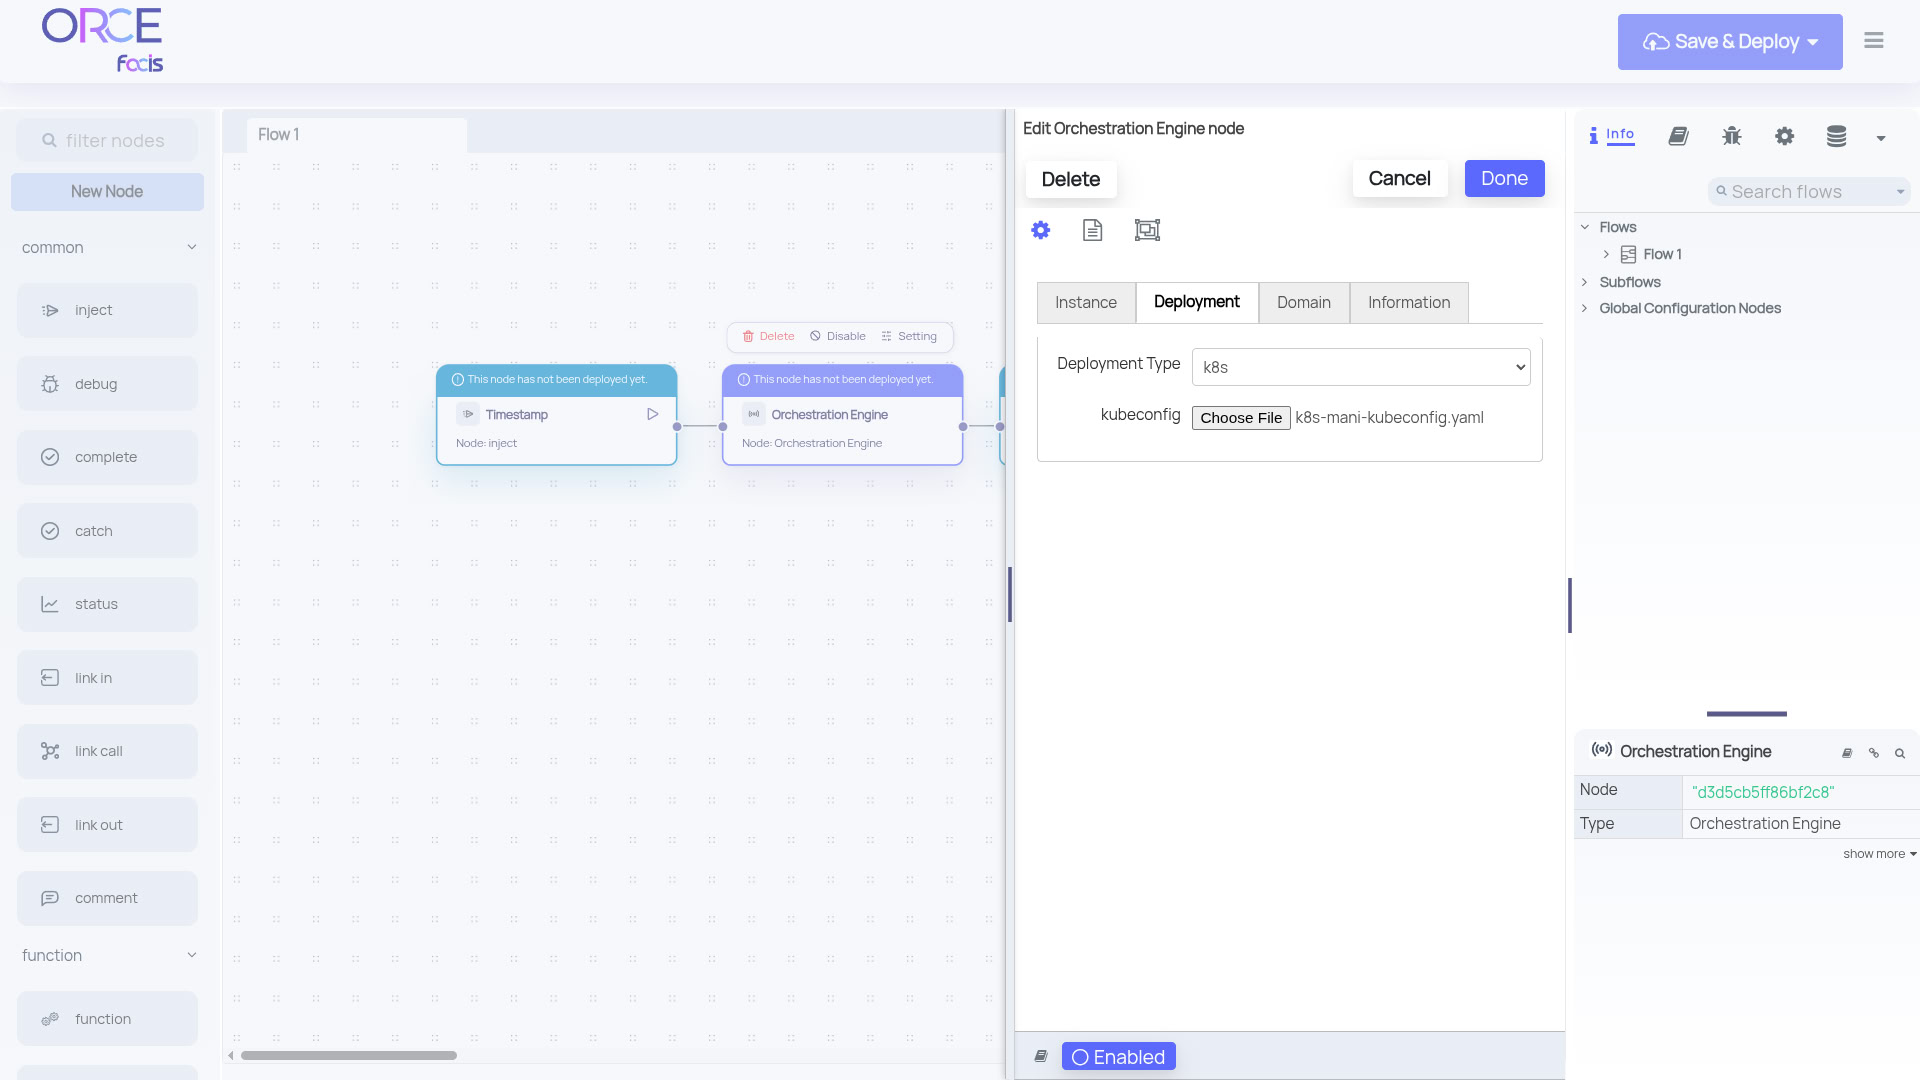 ORCE
facis
Save & Deploy
filter nodes
New Node
common
inject
debug
complete
catch
status
link in
link call
link out
comment
function
function
Flow 1
Delete Disable Setting
This node has not been deployed yet.
Timestamp
Node: inject
This node has not been deployed yet.
Orchestration Engine
Node: Orchestration Engine
Edit Orchestration Engine node
Delete Cancel Done
Instance Deployment Domain Information
Deployment Type k8s
kubeconfig Choose File k8s-mani-kubeconfig.yaml
Enabled
Info
Search flows
Flows
Flow 1
Subflows
Global Configuration Nodes
Orchestration Engine
Node "d3d5cb5ff86bf2c8"
Type Orchestration Engine
show more